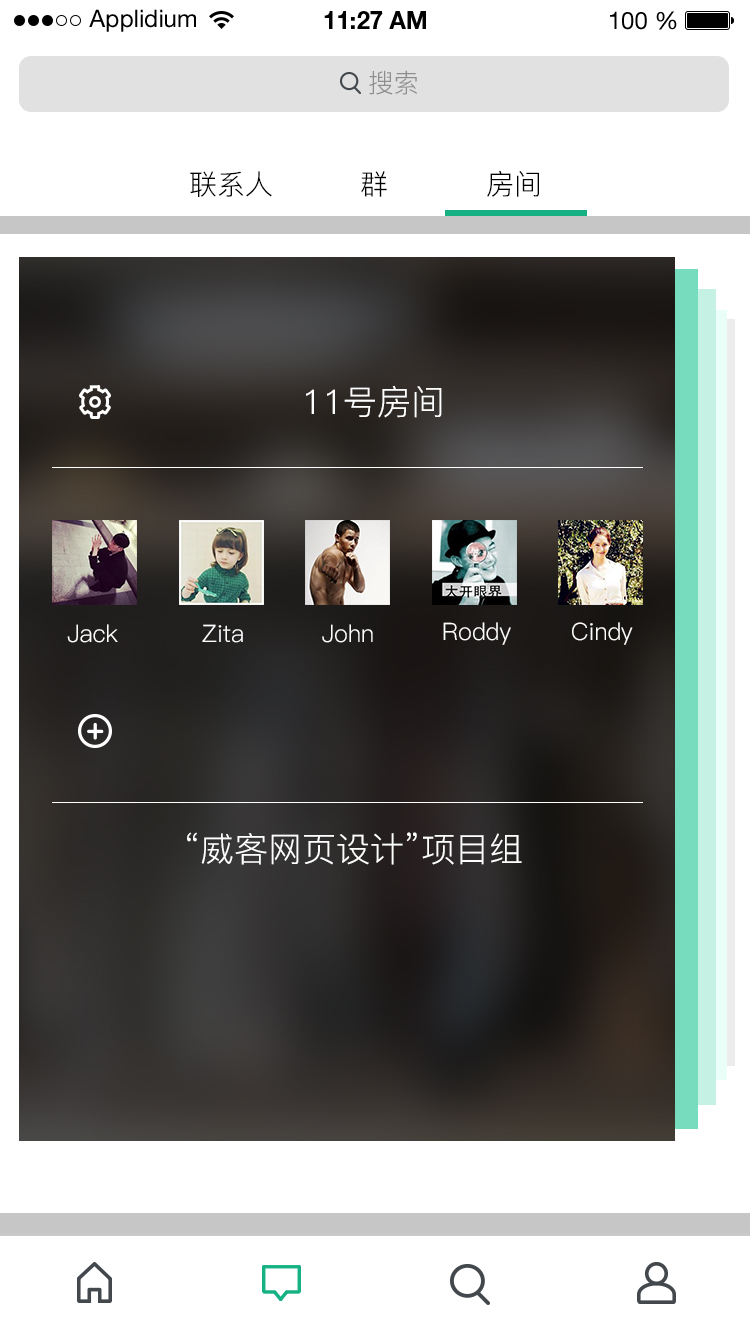 Applidium
11:27 AM
100 %
搜索
联系人
群
房间
11号房间
大开眼界
Jack
Zita
John
Roddy
Cindy
“威客网页设计”项目组